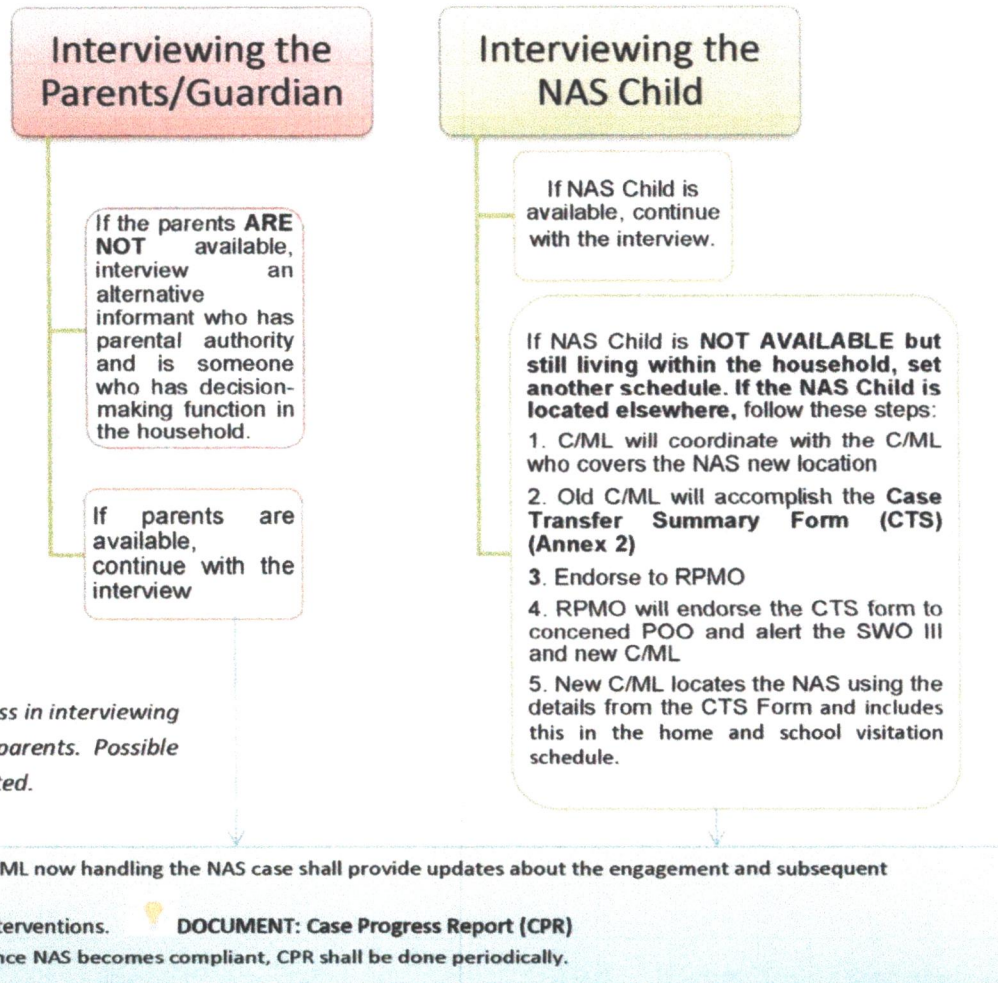 Interviewing the
Parents/Guardian
If the parents ARE
NOT available,
interview an
alternative
informant who has
parental authority
and is someone
who has decision-
making function in
the household.
If parents are
available,
continue with the
interview
Interviewing the
NAS Child
If NAS Child is
available, continue
with the interview.
If NAS Child is NOT AVAILABLE but
still living within the household, set
another schedule. If the NAS Child is
located elsewhere, follow these steps:
1. C/ML will coordinate with the C/ML
who covers the NAS new location
2. Old C/ML will accomplish the Case
Transfer Summary Form (CTS)
(Annex 2)
3. Endorse to RPMO
4. RPMO will endorse the CTS form to
concened POO and alert the SWO III
and new C/ML
5. New C/ML locates the NAS using the
details from the CTS Form and includes
this in the home and school visitation
schedule.
in interviewing
parents. Possible
ML now handling the NAS case shall provide updates about the engagement and subsequent
DOCUMENT: Case Progress Report (CPR)
NAS becomes compliant, CPR shall be done periodically.